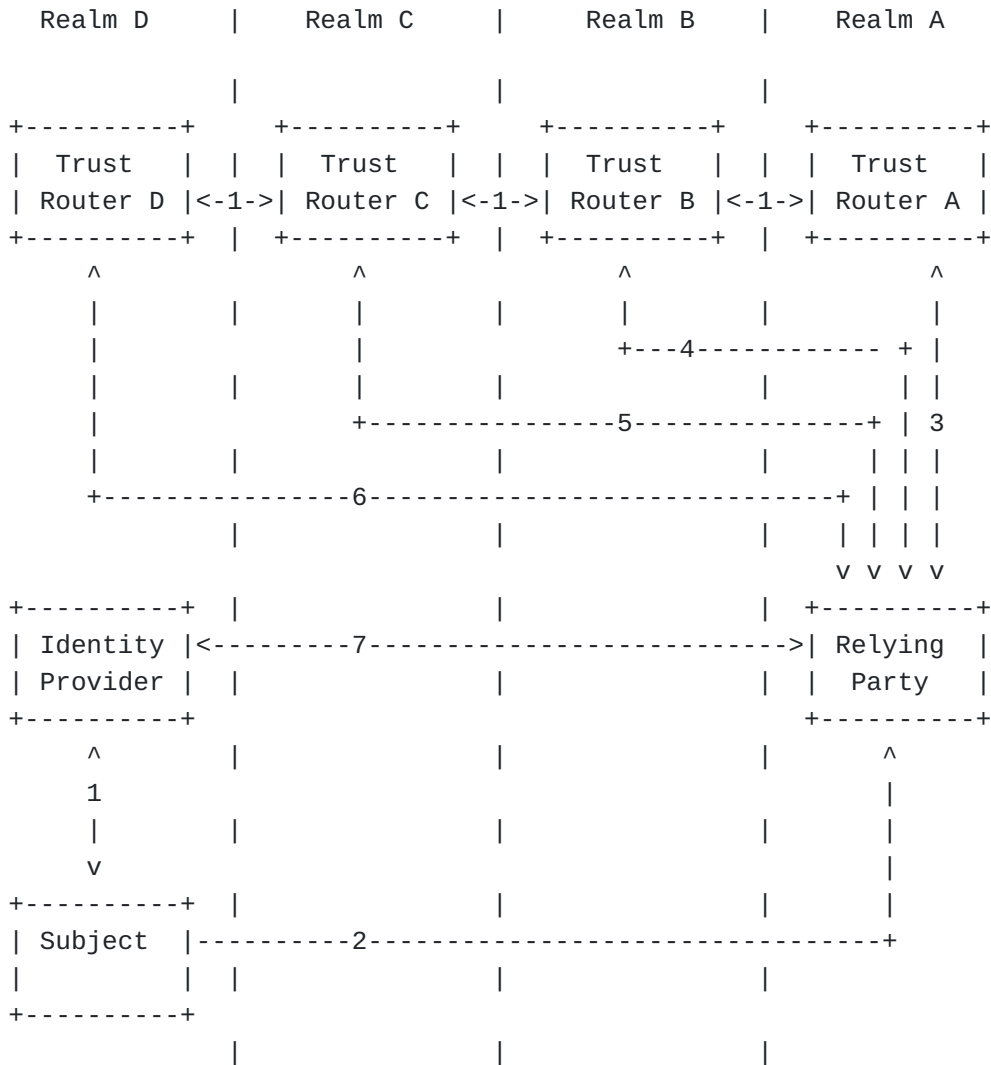 Realm D     |    Realm C     |     Realm B    |    Realm A

              |                |                |
+----------+     +----------+     +----------+     +----------+
|  Trust   |  |  |  Trust   |  |  |  Trust   |  |  |  Trust   |
| Router D |<-1->| Router C |<-1->| Router B |<-1->| Router A |
+----------+  |  +----------+  |  +----------+  |  +----------+
     ^                ^                ^                   ^
     |        |       |        |       |        |          |
     |                |                +---4------------ + |
     |        |       |        |                |        | |
     |                +----------------5---------------+ | 3
     |        |                |                |      | | |
     +----------------6------------------------------+ | | |
              |                |                |    | | | |
                                                     v v v v
+----------+  |                |                |  +----------+
| Identity |<---------7--------------------------->| Relying  |
| Provider |  |                |                |  |  Party   |
+----------+                                       +----------+
     ^        |                |                |       ^
     1                                                  |
     |        |                |                |       |
     v                                                  |
+----------+  |                |                |       |
| Subject  |----------2---------------------------------+
|          |  |                |                |
+----------+
              |                |                |